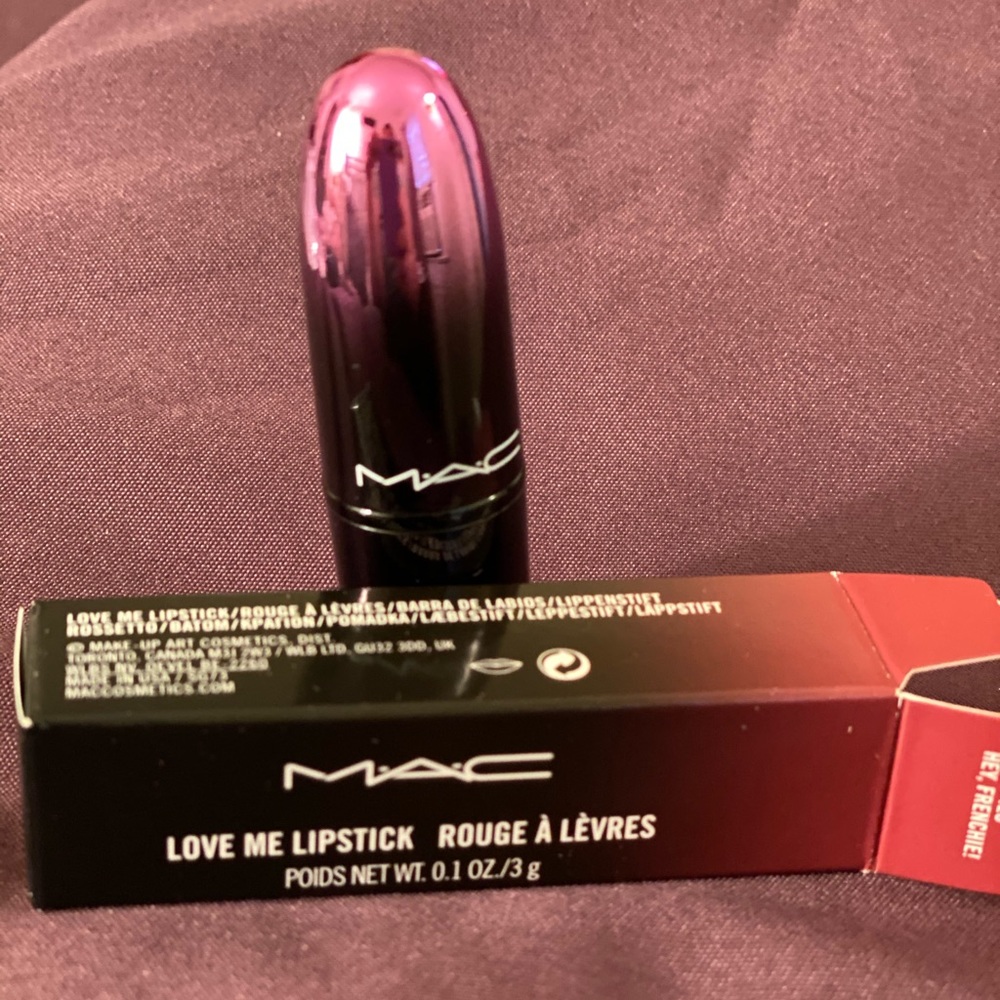 M·A·C
LOVE ME LIPSTICK/ROUGE À LÈVRES/BARRA DE LABIOS/LIPPENSTIFT
ROSSETTO/BATOM/ΚΡΑΓΙΟΝ/POMADKA/LÆBESTIFT/LEPPESTIFT/LÄPPSTIFT
© MAKE-UP ART COSMETICS, DIST.
TORONTO, CANADA M3J 2W3 / WLB LTD, GU32 3DD, UK
MADE IN USA
MACCOSMETICS.COM
M·A·C
LOVE ME LIPSTICK ROUGE À LÈVRES
POIDS NET WT. 0.1 OZ./3 g
HEY, FRENCHIE!